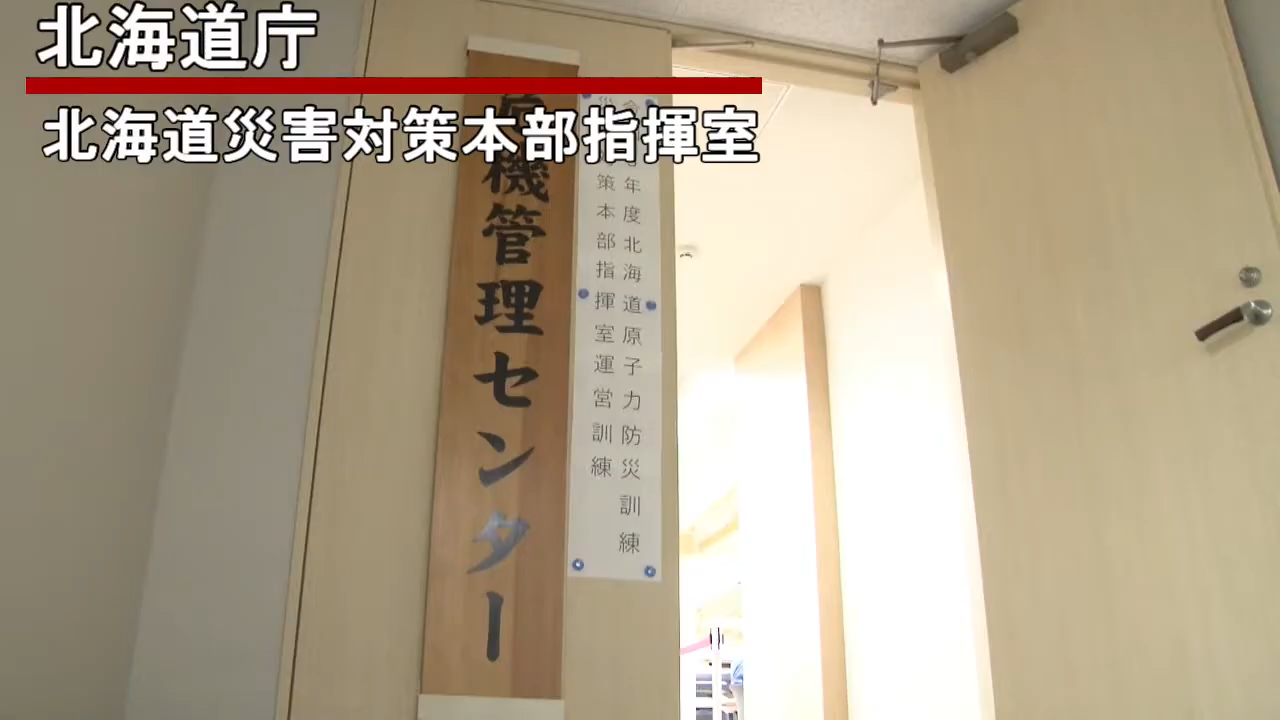 北海道庁
北海道災害対策本部指揮室
危機管理センター
年度北海道原子力防災訓練
策本部指揮室運営訓練